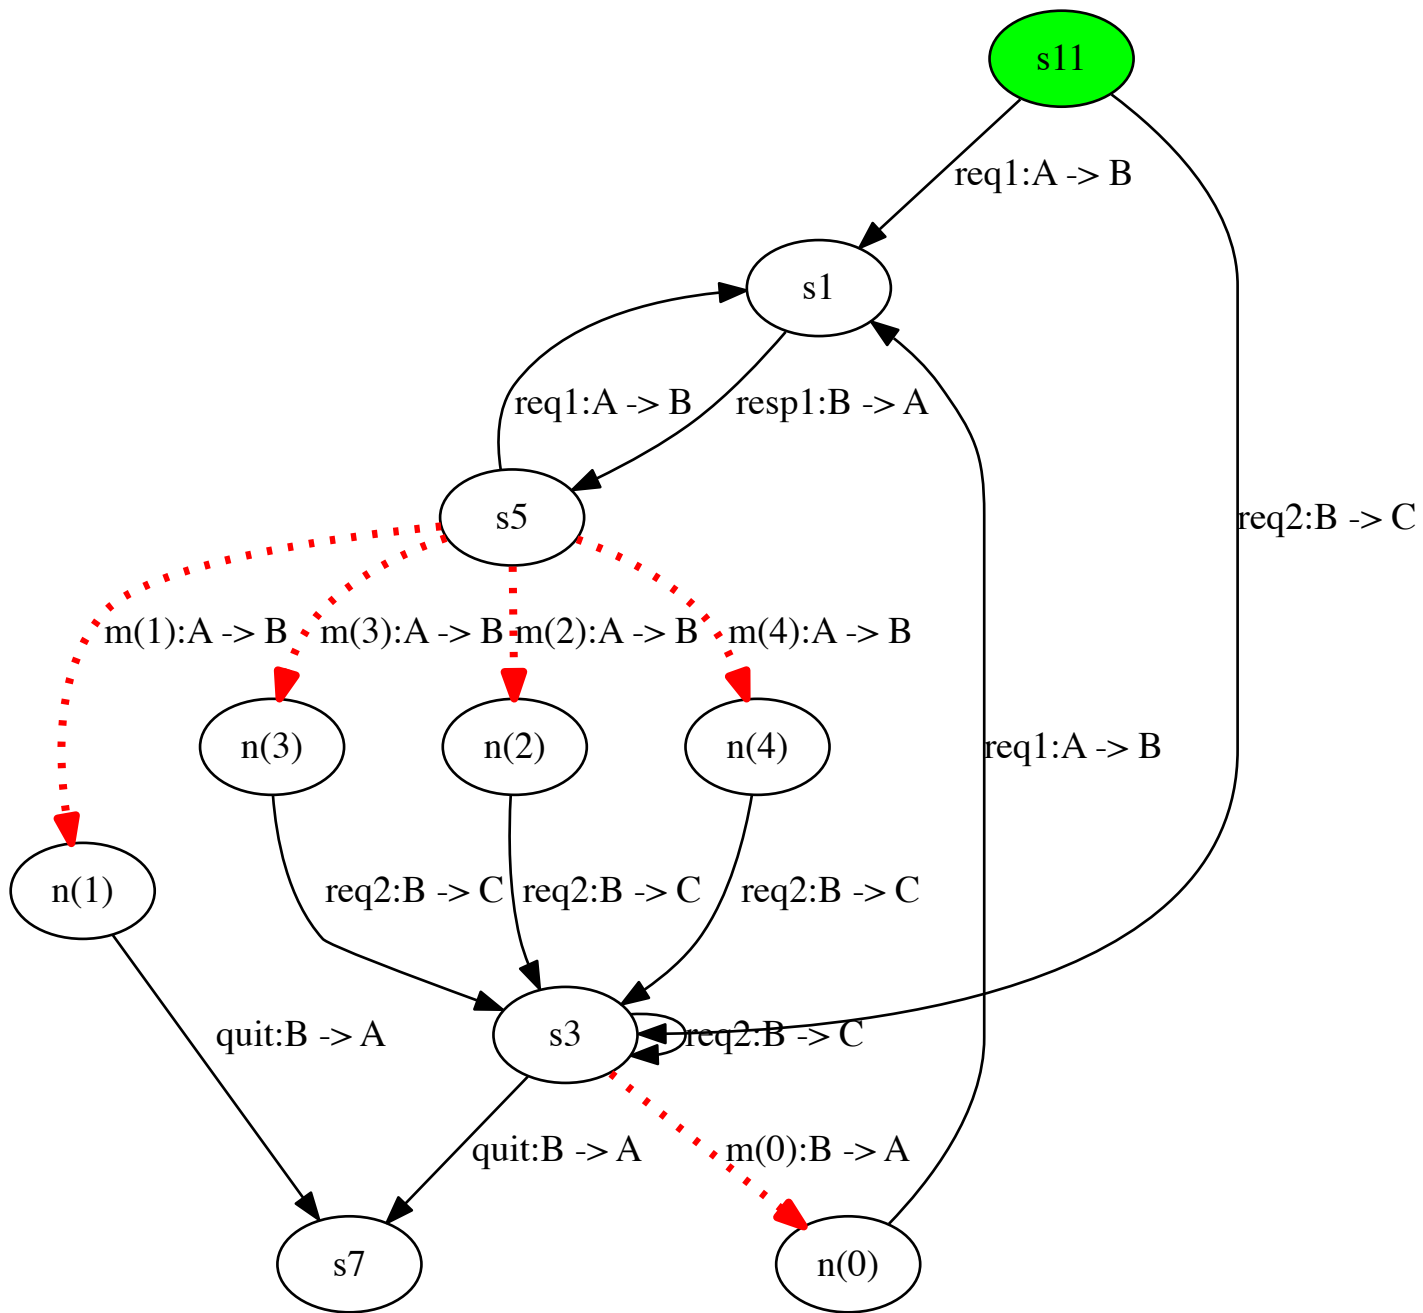 s11
req1:A -> B
s1
req1:A -> B
resp1:B -> A
s5
req2:B -> C
m(1):A -> B
m(3):A -> B
m(2):A -> B
m(4):A -> B
n(3)
n(2)
n(4)
req1:A -> B
n(1)
req2:B -> C
req2:B -> C
req2:B -> C
quit:B -> A
s3
req2:B -> C
quit:B -> A
m(0):B -> A
s7
n(0)